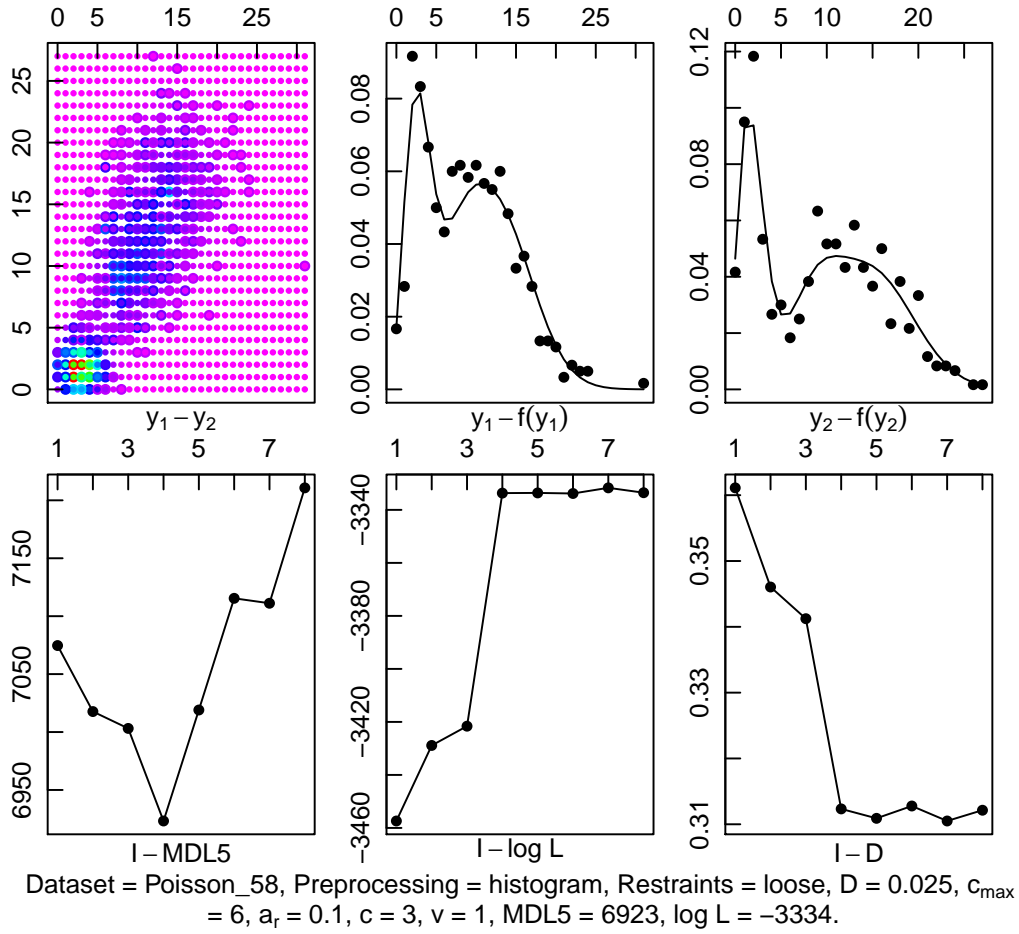 0 5 15 25
0 5 10 15 20 25
y1 – y2
0 5 15 25
0.00 0.02 0.04 0.06 0.08
y1 – f(y1)
0 10 20
0.00 0.04 0.08 0.12
y2 – f(y2)
1 3 5 7
6950 7050 7150
I – MDL5
1 3 5 7
−3460 −3420 −3380 −3340
I – log L
1 3 5 7
0.31 0.33 0.35
I – D
Dataset = Poisson_58, Preprocessing = histogram, Restraints = loose, D = 0.025, cmax
= 6, ar = 0.1, c = 3, v = 1, MDL5 = 6923, log L = −3334.